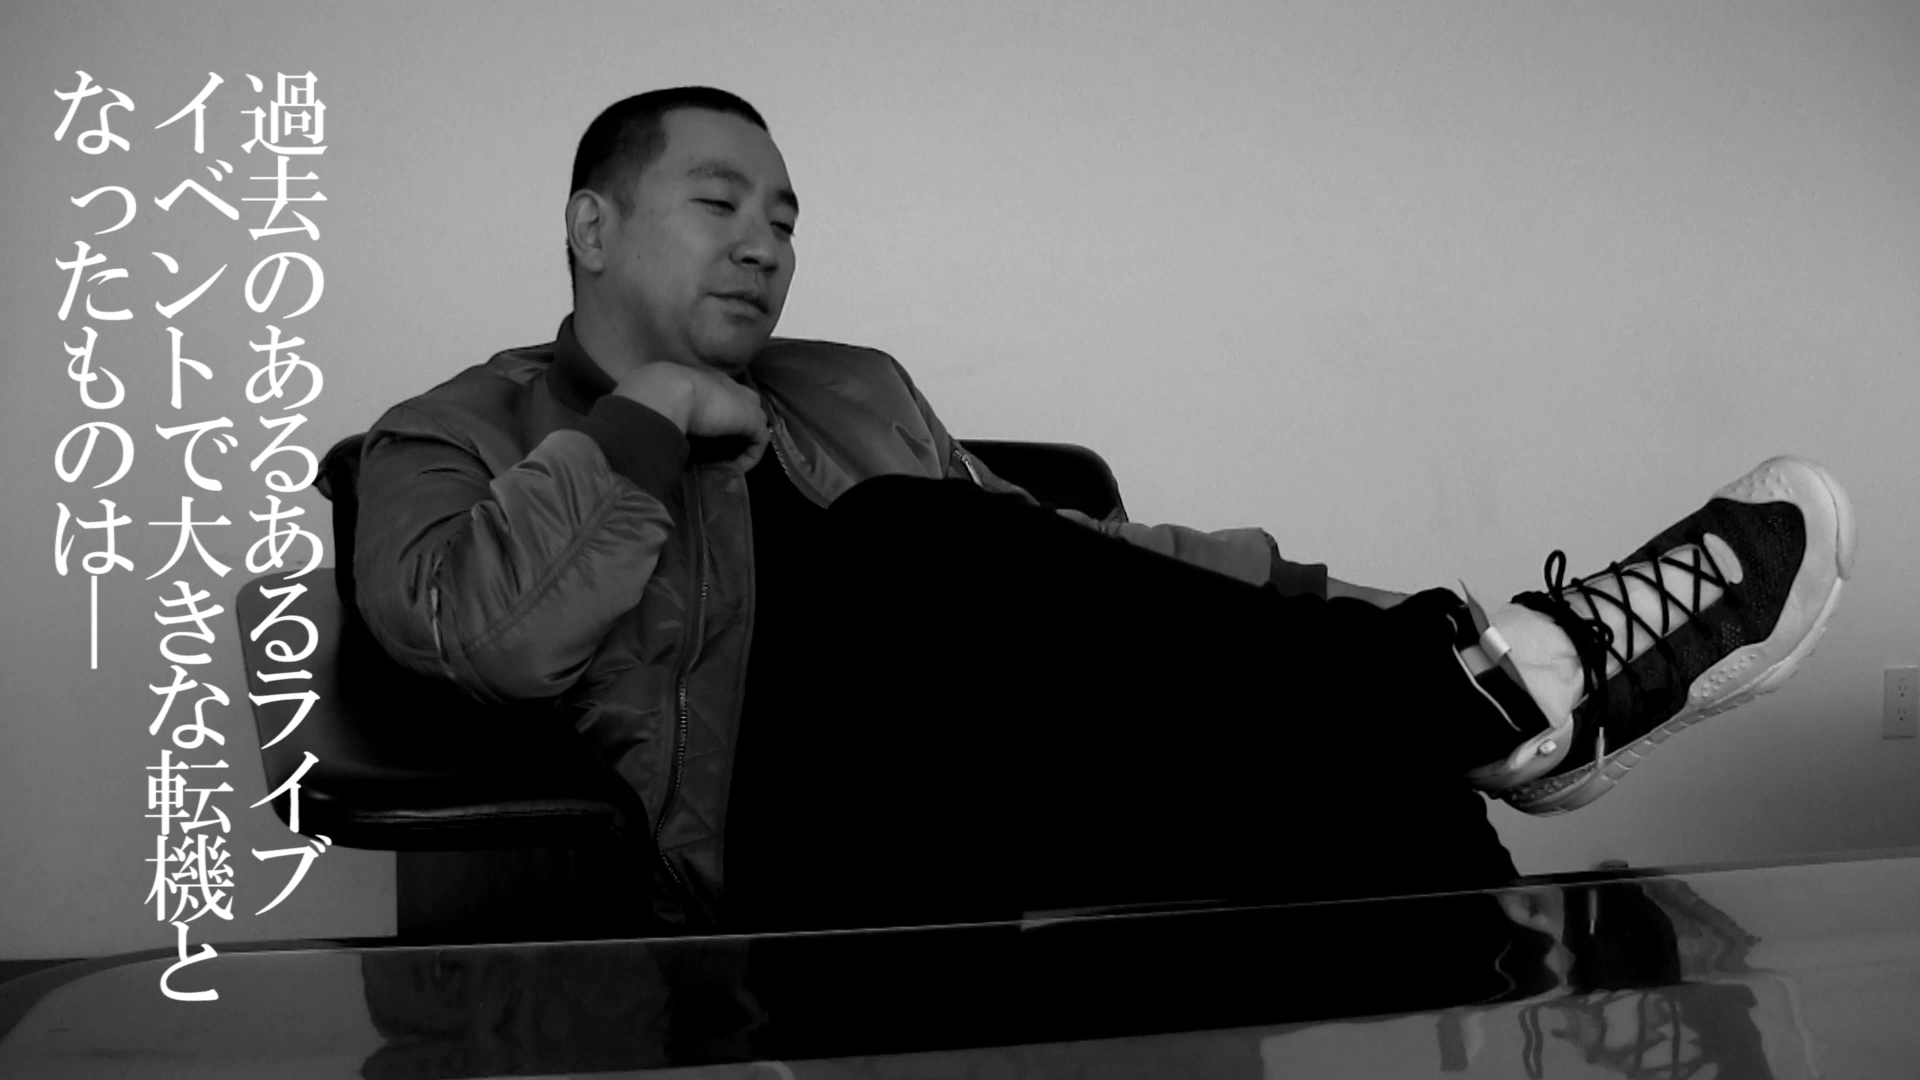 過去のあるあるライブ
イベントで大きな転機と
なったものは―